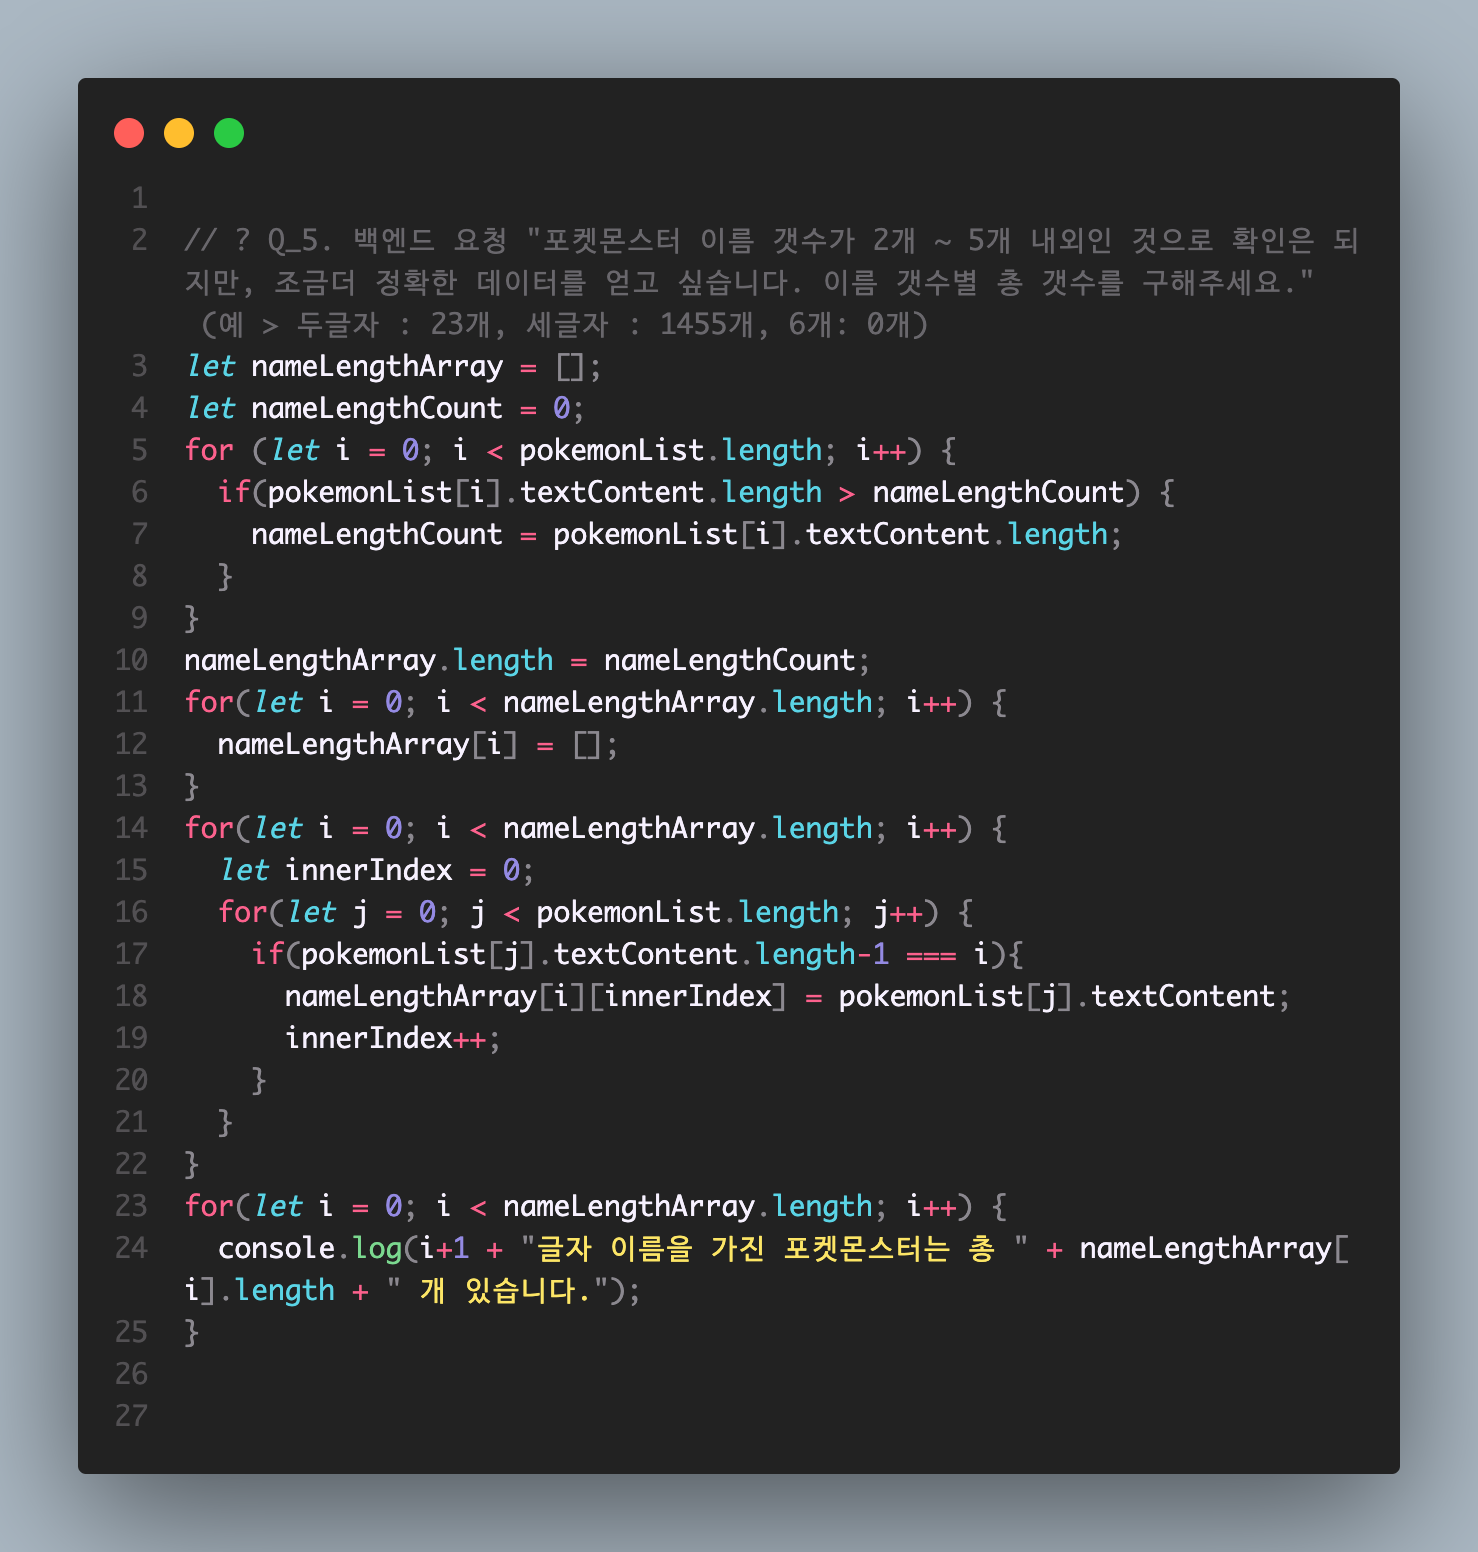 1
2 // ? Q_5. 백엔드 요청 "포켓몬스터 이름 갯수가 2개 ~ 5개 내외인 것으로 확인은 되
지만, 조금더 정확한 데이터를 얻고 싶습니다. 이름 갯수별 총 갯수를 구해주세요."
(예 > 두글자 : 23개, 세글자 : 1455개, 6개: 0개)
3 let nameLengthArray = [];
4 let nameLengthCount = 0;
5 for (let i = 0; i < pokemonList.length; i++) {
6   if(pokemonList[i].textContent.length > nameLengthCount) {
7     nameLengthCount = pokemonList[i].textContent.length;
8   }
9 }
10 nameLengthArray.length = nameLengthCount;
11 for(let i = 0; i < nameLengthArray.length; i++) {
12   nameLengthArray[i] = [];
13 }
14 for(let i = 0; i < nameLengthArray.length; i++) {
15   let innerIndex = 0;
16   for(let j = 0; j < pokemonList.length; j++) {
17     if(pokemonList[j].textContent.length-1 === i){
18       nameLengthArray[i][innerIndex] = pokemonList[j].textContent;
19       innerIndex++;
20     }
21   }
22 }
23 for(let i = 0; i < nameLengthArray.length; i++) {
24   console.log(i+1 + "글자 이름을 가진 포켓몬스터는 총 " + nameLengthArray[
i].length + " 개 있습니다.");
25 }
26
27